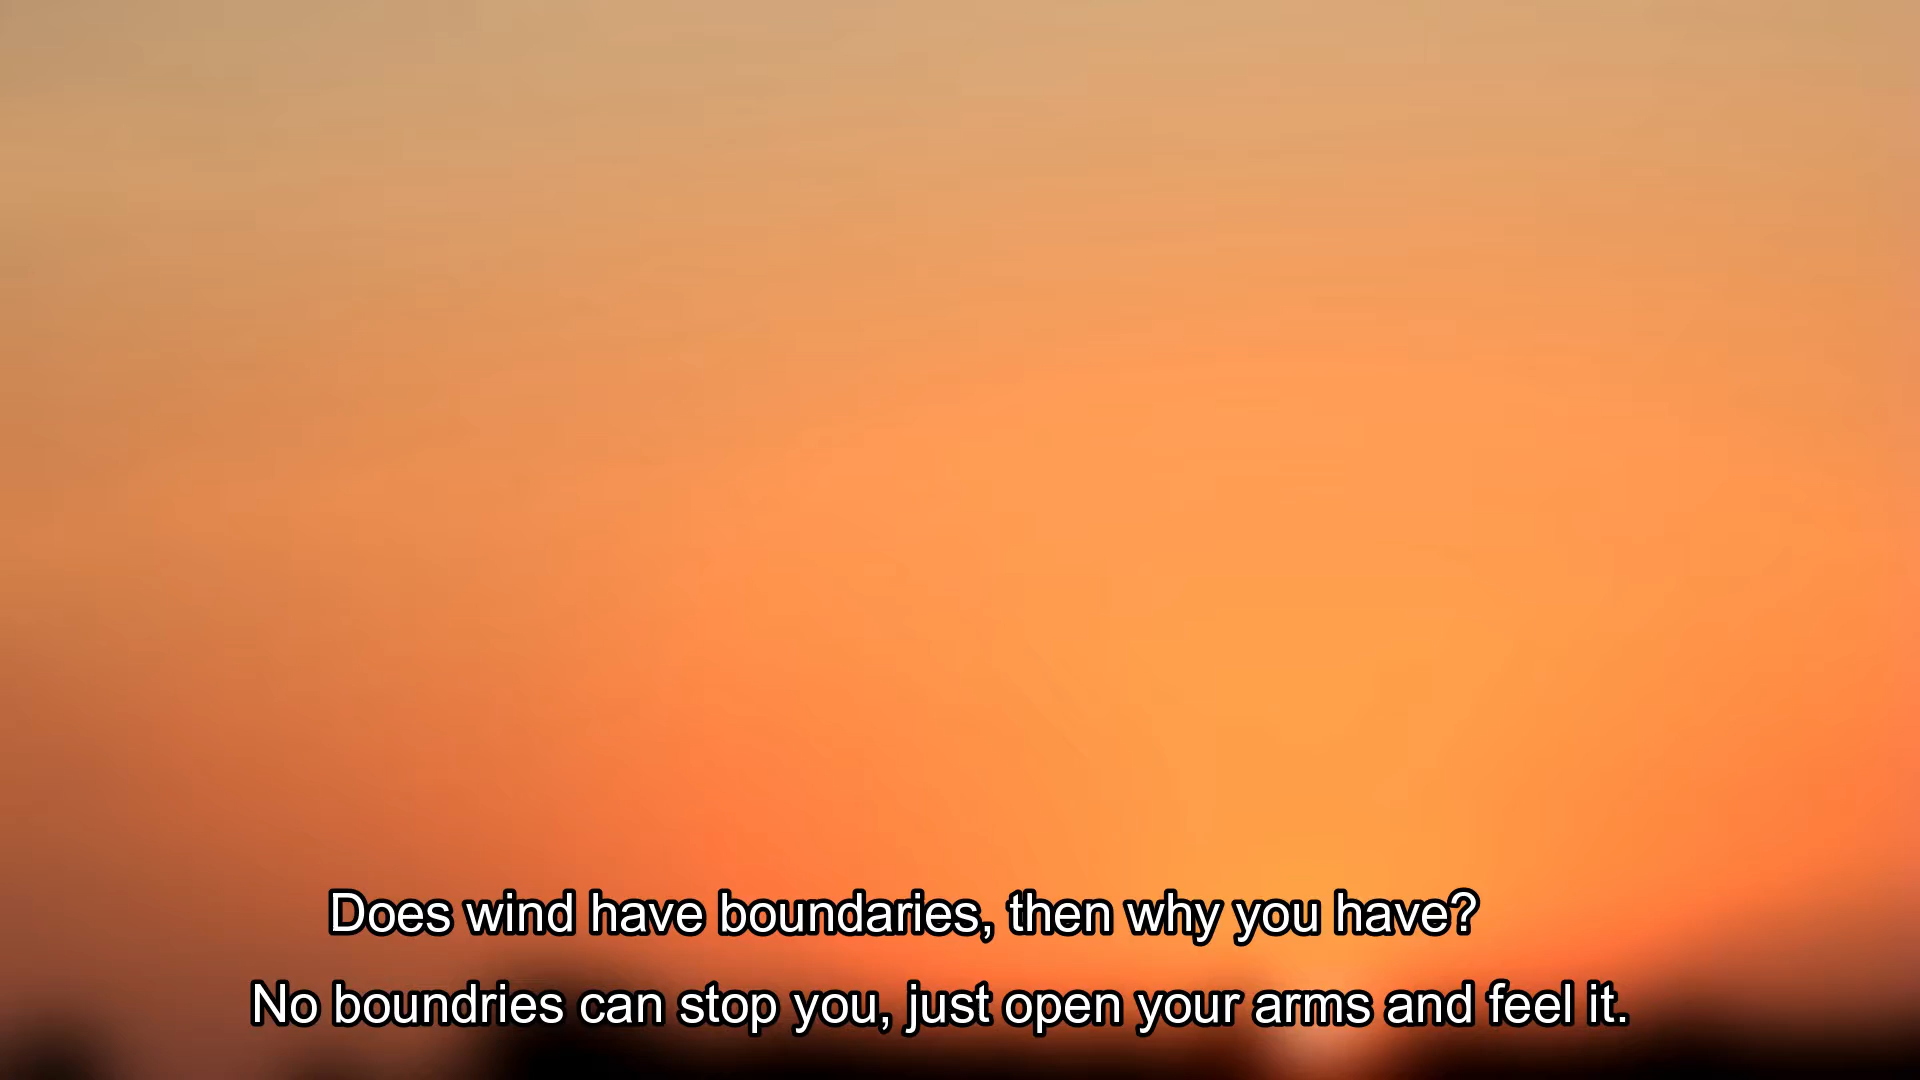 Does wind have boundaries, then why you have?
No boundries can stop you, just open your arms and feel it.